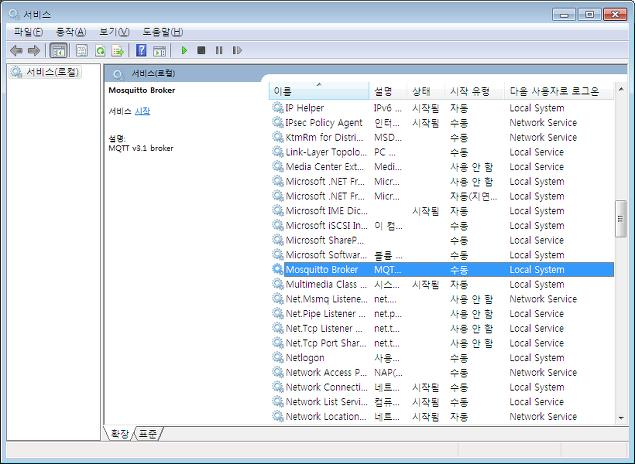 서비스
파일(F) 동작(A) 보기(V) 도움말(H)
서비스(로컬)
서비스(로컬)
Mosquitto Broker
서비스 시작
설명:
MQTT v3.1 broker
이름 설명 상태 시작 유형 다음 사용자로 로그온
IP Helper IPv6 ... 시작됨 자동 Local System
IPsec Policy Agent 인터... 시작됨 수동 Network Service
KtmRm for Distri... MSD... 수동 Network Service
Link-Layer Topolo... PC ... 수동 Local Service
Media Center Ext... Medi... 사용 안 함 Local Service
Microsoft .NET Fr... Micr... 사용 안 함 Local System
Microsoft .NET Fr... Micr... 자동(지연... Local System
Microsoft IME Dic... 시작됨 자동 Local System
Microsoft iSCSI In... 이 컴... 수동 Local System
Microsoft ShareP... 수동 Local Service
Microsoft Softwar... 볼륨 ... 수동 Local System
Mosquitto Broker MQT... 수동 Local System
Multimedia Class ... 시스... 시작됨 자동 Local System
Net.Msmq Listene... net.... 사용 안 함 Network Service
Net.Pipe Listener ... net.p... 사용 안 함 Local Service
Net.Tcp Listener ... net.t... 사용 안 함 Local Service
Net.Tcp Port Shar... net.t... 사용 안 함 Local Service
Netlogon 사용... 수동 Local System
Network Access P... NAP(... 수동 Network Service
Network Connecti... 네트... 시작됨 수동 Local System
Network List Servi... 컴퓨... 시작됨 수동 Local Service
Network Location... 네트... 시작됨 자동 Network Service
확장 표준